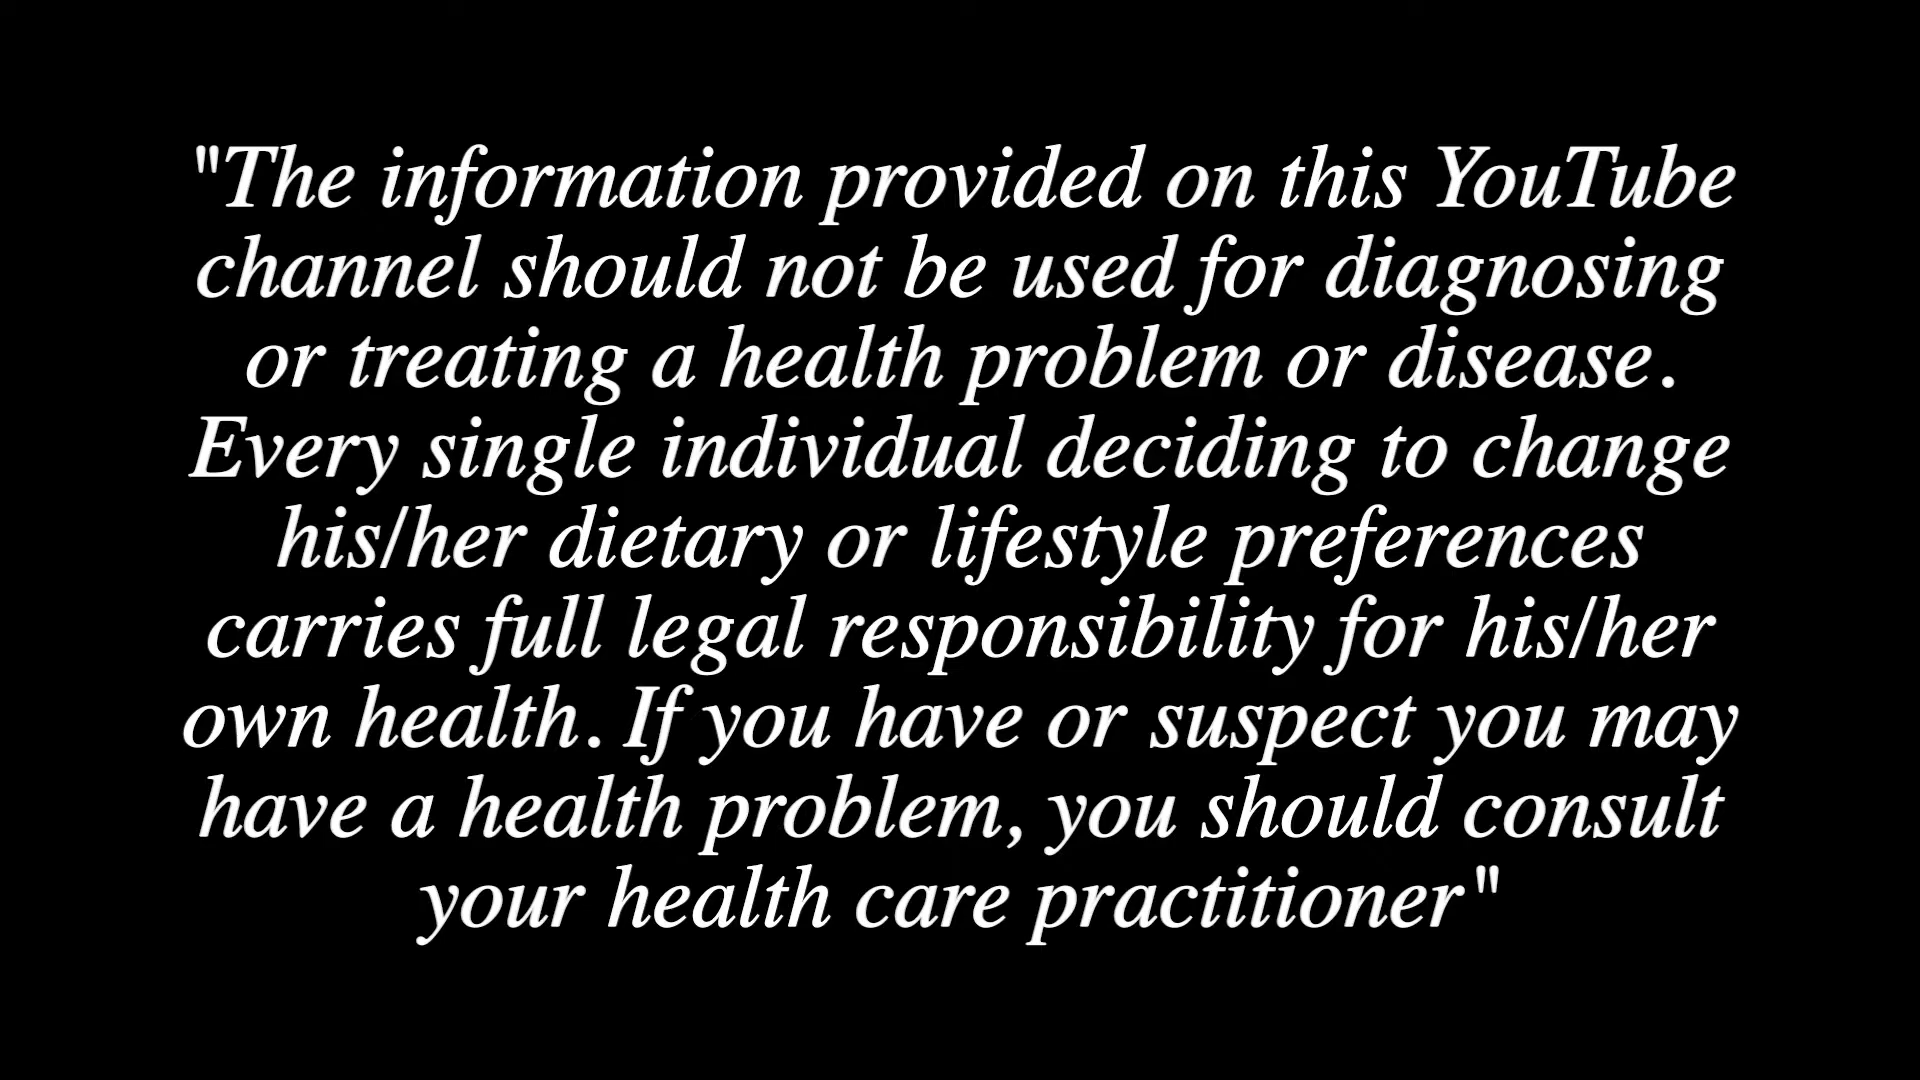 "The information provided on this YouTube
channel should not be used for diagnosing
or treating a health problem or disease.
Every single individual deciding to change
his/her dietary or lifestyle preferences
carries full legal responsibility for his/her
own health. If you have or suspect you may
have a health problem, you should consult
your health care practitioner"